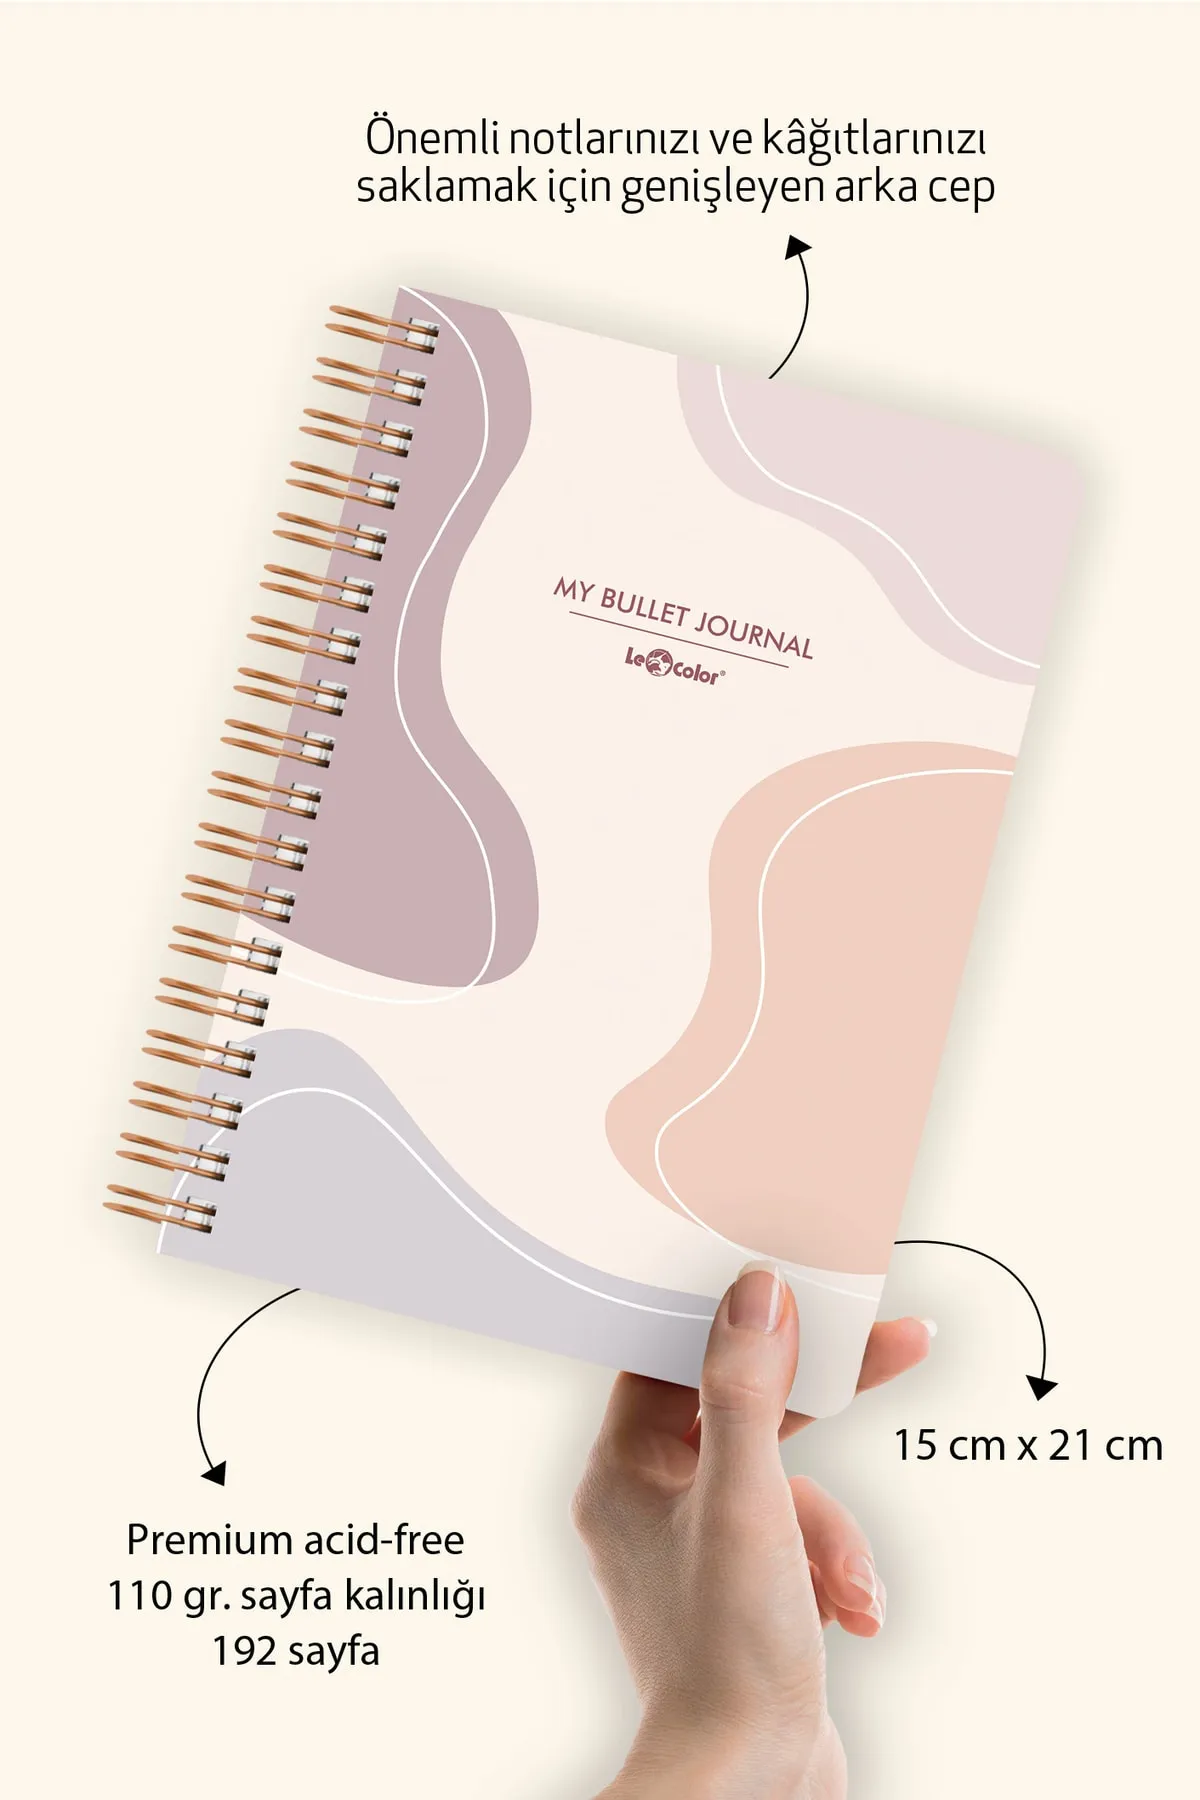 Önemli notlarınızı ve kâğıtlarınızı
saklamak için genişleyen arka cep
MY BULLET JOURNAL
Le Color®
15 cm x 21 cm
Premium acid-free
110 gr. sayfa kalınlığı
192 sayfa